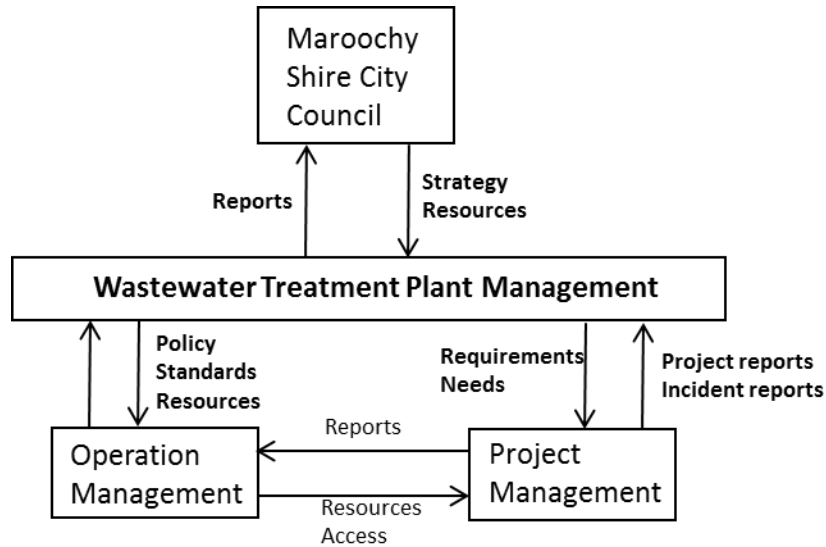 Maroochy
Shire City
Council
Reports
Strategy
Resources
Wastewater Treatment Plant Management
Policy
Standards
Resources
Requirements
Needs
Project reports
Incident reports
Operation
Management
Reports
Resources
Access
Project
Management